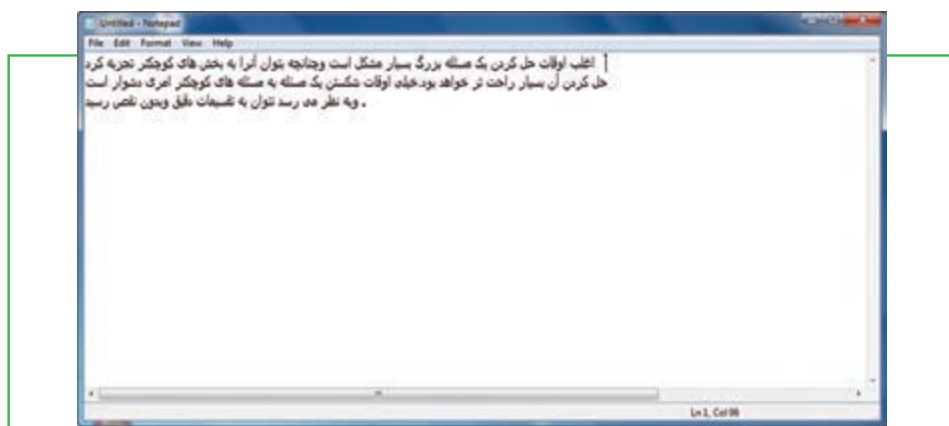 Untitled - Notepad
File Edit Format View Help
اغلب اوقات حل کردن یک مسئله بزرگ بسیار مشکل است وچنانچه بتوان آنرا به بخش های کوچکتر تجزیه کرد
حل کردن آن بسیار راحت تر خواهد بود.خیلی اوقات شکستن یک مسئله به مسئله های کوچکتر امری دشوار است
وبه نظر می رسد نتوان به تقسیمات دقیق وبدون نقص رسید .
Ln 1, Col 96